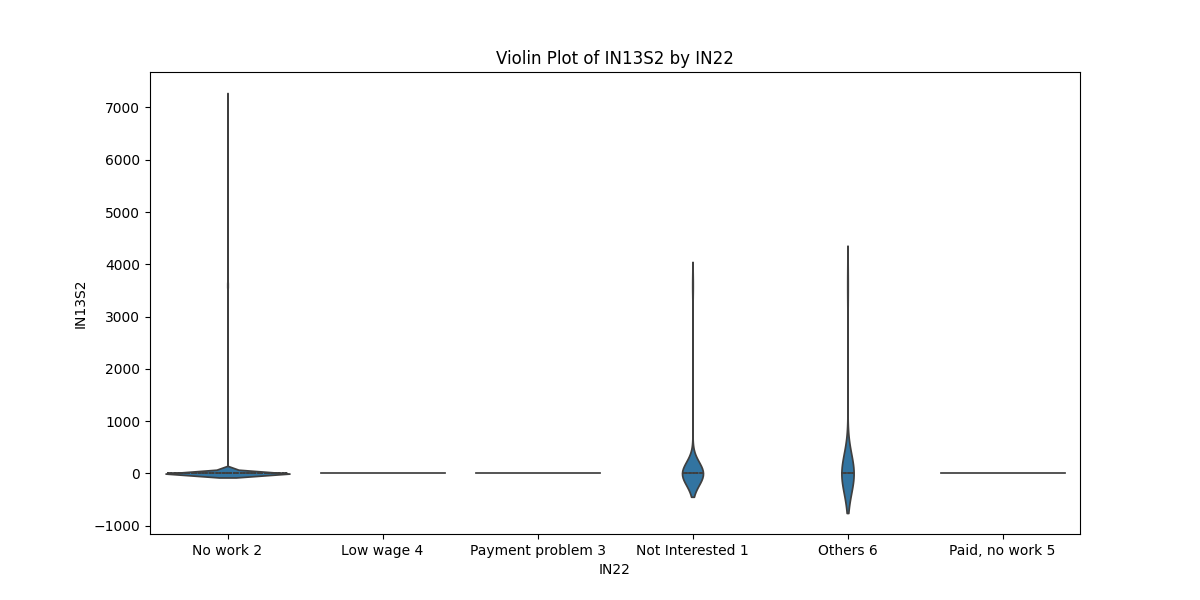 Violin Plot of IN13S2 by IN22
7000
6000
5000
4000
3000
2000
1000
0
−1000
IN13S2
No work 2
Low wage 4
Payment problem 3
Not Interested 1
Others 6
Paid, no work 5
IN22